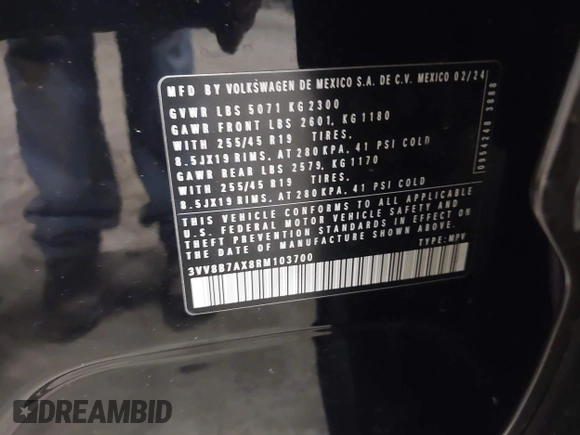 MFD BY VOLKSWAGEN DE MEXICO S.A. DE C.V. MEXICO 02/24
GVWR LBS 5071 KG 2300
GAWR FRONT LBS 2601, KG 1180
WITH 255/45 R19 TIRES.
8.5JX19 RIMS, AT 280 KPA, 41 PSI COLD
GAWR REAR LBS 2579, KG 1170
WITH 255/45 R19 TIRES.
8.5JX19 RIMS, AT 280 KPA, 41 PSI COLD
THIS VEHICLE CONFORMS TO ALL APPLICABLE
U.S. FEDERAL MOTOR VEHICLE SAFETY AND
THEFT PREVENTION STANDARDS IN EFFECT ON
THE DATE OF MANUFACTURE SHOWN ABOVE.
3VV8B7AX8RM103700 TYPE: MPV
DREAMBID